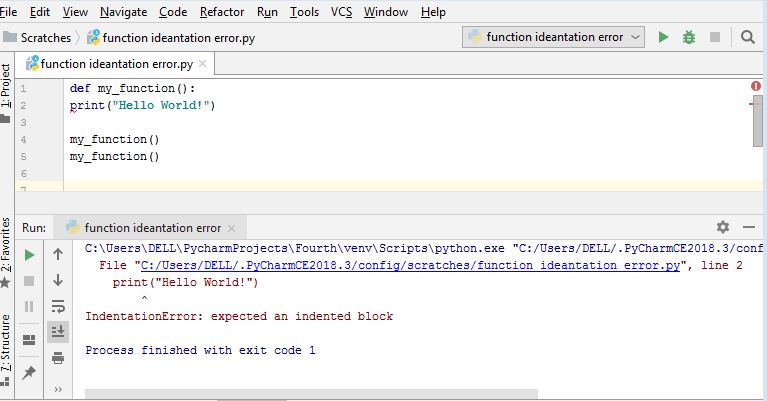 File Edit View Navigate Code Refactor Run Tools VCS Window Help
Scratches function ideantation error.py function ideantation error
1: Project
function ideantation error.py
1 def my_function():
2 print("Hello World!")
3
4 my_function()
5 my_function()
6
7
Run: function ideantation error
2: Favorites
7: Structure
C:\Users\DELL\PycharmProjects\Fourth\venv\Scripts\python.exe "C:/Users/DELL/.PyCharmCE2018.3/conf
File "C:/Users/DELL/.PyCharmCE2018.3/config/scratches/function ideantation error.py", line 2
print("Hello World!")
^
IndentationError: expected an indented block
Process finished with exit code 1